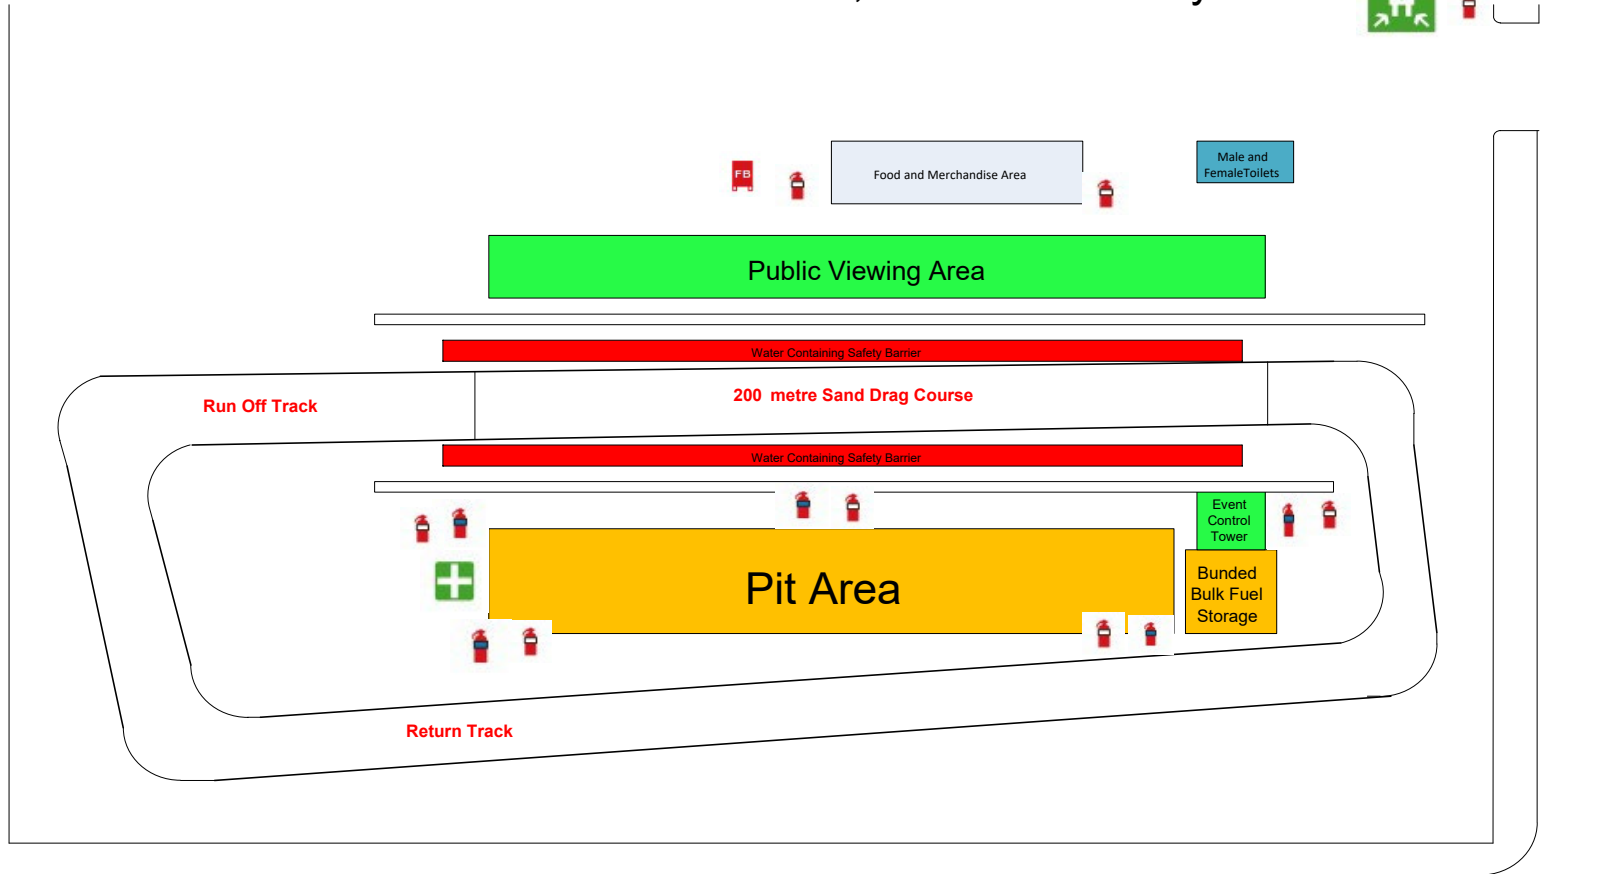 Male and
FemaleToilets
FB
Food and Merchandise Area
Public Viewing Area
Water Containing Safety Barrier
200 metre Sand Drag Course
Run Off Track
Water Containing Safety Barrier
Event
Control
Tower
Pit Area
Bunded
Bulk Fuel
Storage
Return Track